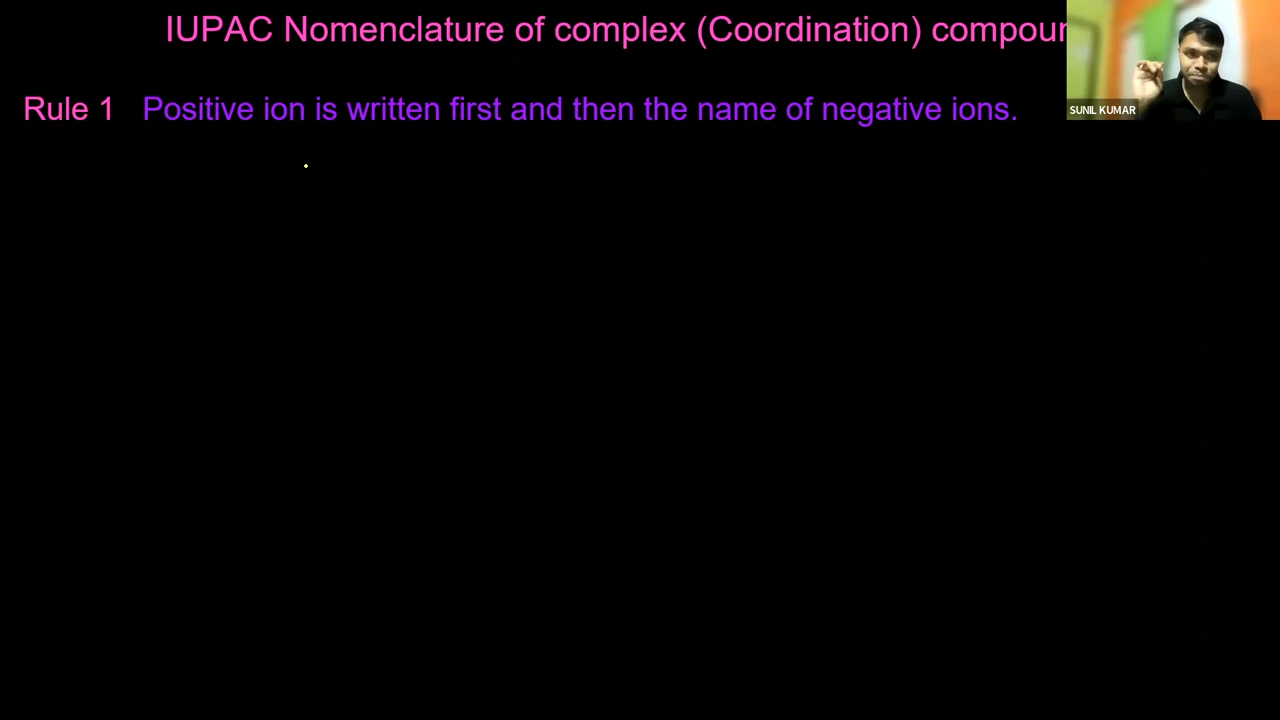 IUPAC Nomenclature of complex (Coordination) compoun
Rule 1 Positive ion is written first and then the name of negative ions.
SUNIL KUMAR